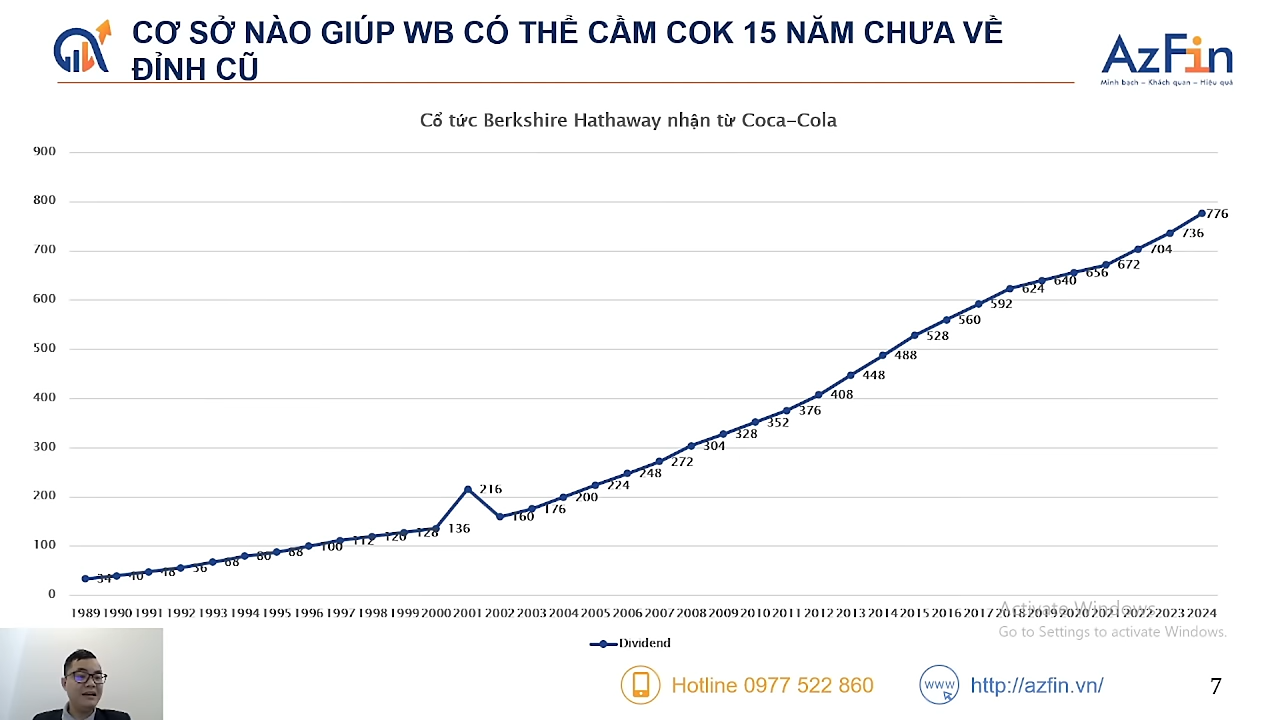 CƠ SỞ NÀO GIÚP WB CÓ THỂ CẦM COK 15 NĂM CHƯA VỀ
ĐỈNH CŨ
AzFin
Minh bạch – Khách quan – Hiệu quả
Cổ tức Berkshire Hathaway nhận từ Coca-Cola
900
800
700
600
500
400
300
200
100
0
34 40 48 56 68 80 88 100 112 120 128 136 216 160 176 200 224 248 272 304 328 352 376 408 448 488 528 560 592 624 640 656 672 704 736 776
1989 1990 1991 1992 1993 1994 1995 1996 1997 1998 1999 2000 2001 2002 2003 2004 2005 2006 2007 2008 2009 2010 2011 2012 2013 2014 2015 2016 2017 2018 2019 2020 2021 2022 2023 2024
Activate Windows
Go to Settings to activate Windows.
Dividend
Hotline 0977 522 860
www
http://azfin.vn/
7